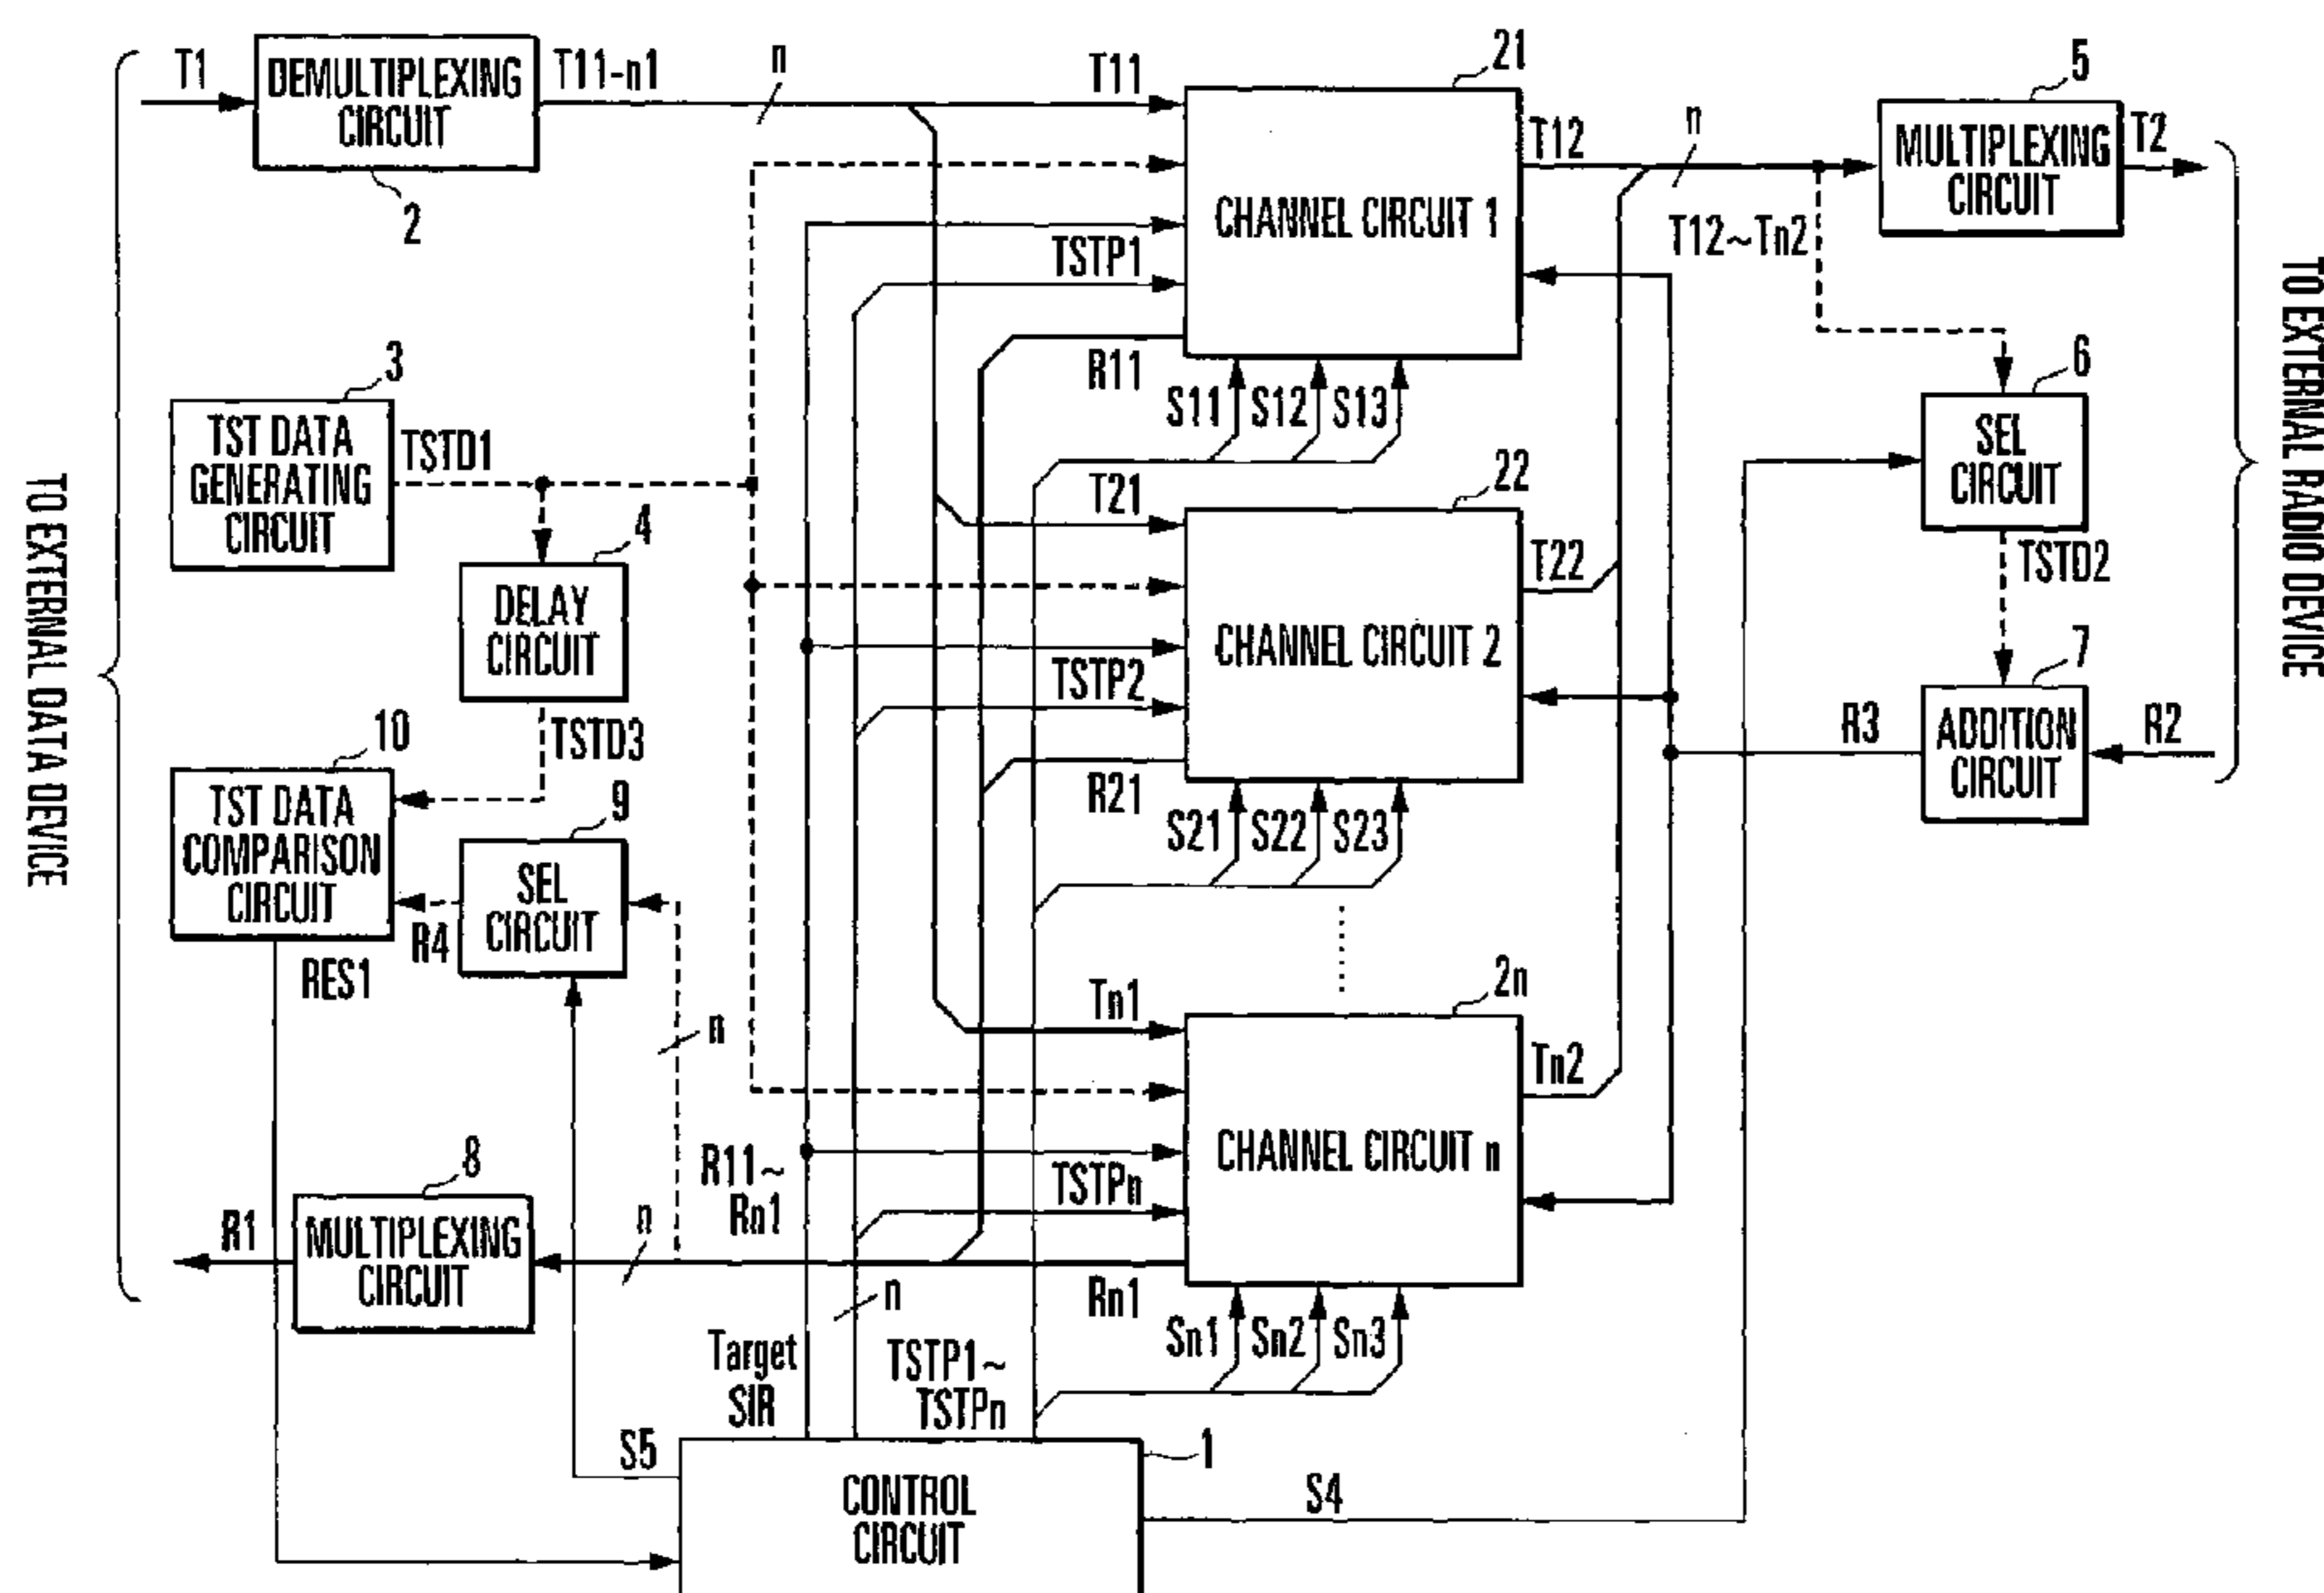 T1
DEMULTIPLEXING
CIRCUIT
2
T11-n1
n
T11
21
CHANNEL CIRCUIT 1
TSTP1
R11
S11
S12
S13
T12
n
T12~Tn2
5
MULTIPLEXING
CIRCUIT
T2
TO EXTERNAL DATA DEVICE
3
TST DATA
GENERATING
CIRCUIT
TSTD1
4
DELAY
CIRCUIT
TSTD3
T21
22
CHANNEL CIRCUIT 2
TSTP2
R21
S21
S22
S23
T22
6
SEL
CIRCUIT
TSTD2
7
ADDITION
CIRCUIT
R3
R2
TO EXTERNAL RADIO DEVICE
10
TST DATA
COMPARISON
CIRCUIT
RES1
R4
9
SEL
CIRCUIT
n
Tn1
2n
CHANNEL CIRCUIT n
TSTPn
Rn1
Sn1
Sn2
Sn3
Tn2
R1
8
MULTIPLEXING
CIRCUIT
n
R11~
Rn1
n
Target
SIR
TSTP1~
TSTPn
S5
1
CONTROL
CIRCUIT
S4